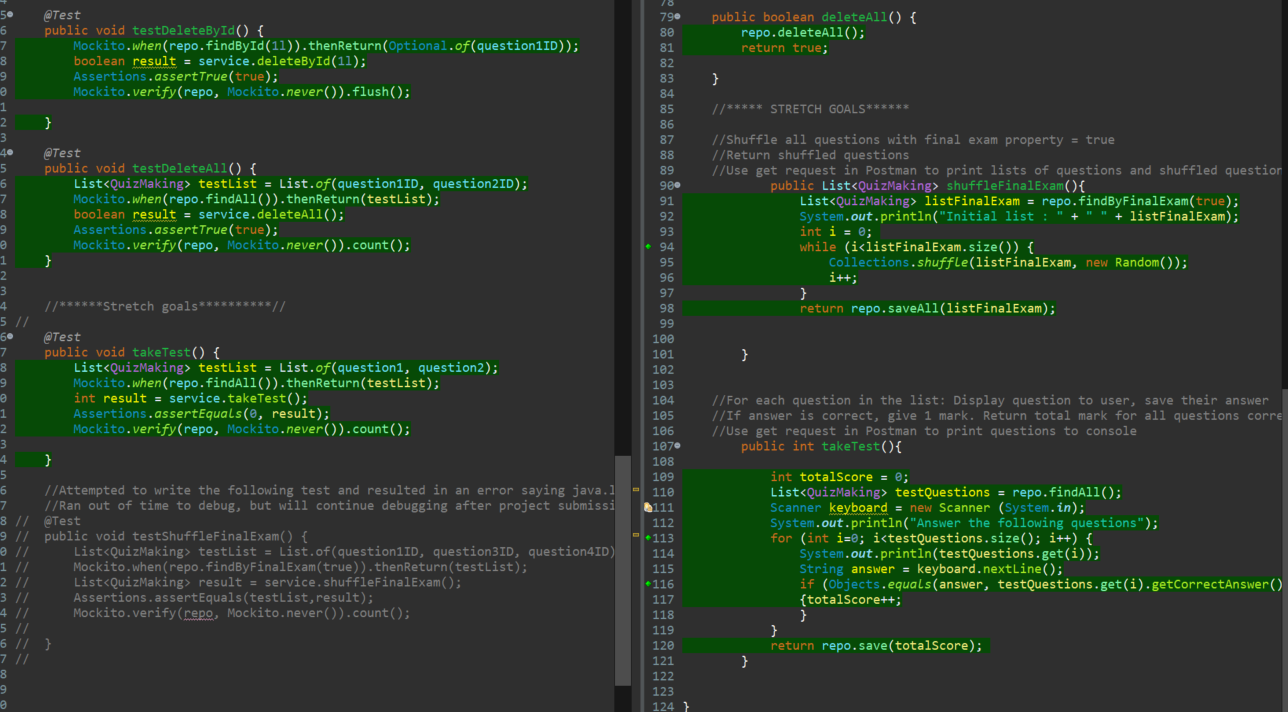 5 @Test
6 public void testDeleteById() {
7 Mockito.when(repo.findById(1l)).thenReturn(Optional.of(question1ID));
8 boolean result = service.deleteById(1l);
9 Assertions.assertTrue(true);
0 Mockito.verify(repo, Mockito.never()).flush();
1
2 }
3
4 @Test
5 public void testDeleteAll() {
6 List<QuizMaking> testList = List.of(question1ID, question2ID);
7 Mockito.when(repo.findAll()).thenReturn(testList);
8 boolean result = service.deleteAll();
9 Assertions.assertTrue(true);
0 Mockito.verify(repo, Mockito.never()).count();
1 }
2
3
4 //******Stretch goals**********//
5 //
6 @Test
7 public void takeTest() {
8 List<QuizMaking> testList = List.of(question1, question2);
9 Mockito.when(repo.findAll()).thenReturn(testList);
0 int result = service.takeTest();
1 Assertions.assertEquals(0, result);
2 Mockito.verify(repo, Mockito.never()).count();
3
4 }
5
6 //Attempted to write the following test and resulted in an error saying java.l
7 //Ran out of time to debug, but will continue debugging after project submissi
8 // @Test
9 // public void testShuffleFinalExam() {
0 // List<QuizMaking> testList = List.of(question1ID, question3ID, question4ID)
1 // Mockito.when(repo.findByFinalExam(true)).thenReturn(testList);
2 // List<QuizMaking> result = service.shuffleFinalExam();
3 // Assertions.assertEquals(testList,result);
4 // Mockito.verify(repo, Mockito.never()).count();
5 //
6 // }
7 //
8
9
0
78
79 public boolean deleteAll() {
80 repo.deleteAll();
81 return true;
82
83 }
84
85 //***** STRETCH GOALS******
86
87 //Shuffle all questions with final exam property = true
88 //Return shuffled questions
89 //Use get request in Postman to print lists of questions and shuffled question
90 public List<QuizMaking> shuffleFinalExam(){
91 List<QuizMaking> listFinalExam = repo.findByFinalExam(true);
92 System.out.println("Initial list : " + " " + listFinalExam);
93 int i = 0;
94 while (i<listFinalExam.size()) {
95 Collections.shuffle(listFinalExam, new Random());
96 i++;
97 }
98 return repo.saveAll(listFinalExam);
99
100
101 }
102
103
104 //For each question in the list: Display question to user, save their answer
105 //If answer is correct, give 1 mark. Return total mark for all questions corre
106 //Use get request in Postman to print questions to console
107 public int takeTest(){
108
109 int totalScore = 0;
110 List<QuizMaking> testQuestions = repo.findAll();
111 Scanner keyboard = new Scanner (System.in);
112 System.out.println("Answer the following questions");
113 for (int i=0; i<testQuestions.size(); i++) {
114 System.out.println(testQuestions.get(i));
115 String answer = keyboard.nextLine();
116 if (Objects.equals(answer, testQuestions.get(i).getCorrectAnswer()
117 {totalScore++;
118 }
119 }
120 return repo.save(totalScore);
121 }
122
123
124 }